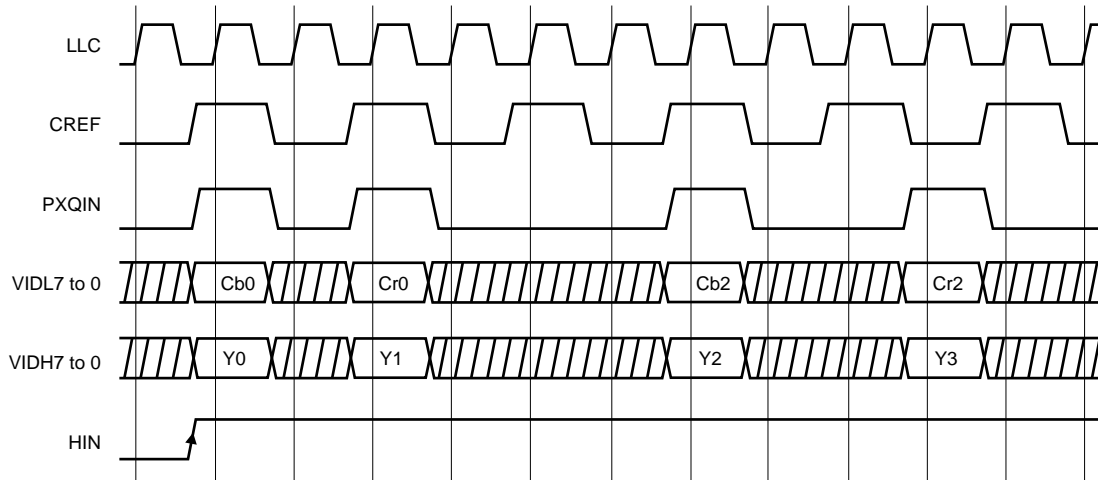 LLC
CREF
PXQIN
VIDL7 to 0 Cb0 Cr0 Cb2 Cr2
VIDH7 to 0 Y0 Y1 Y2 Y3
HIN